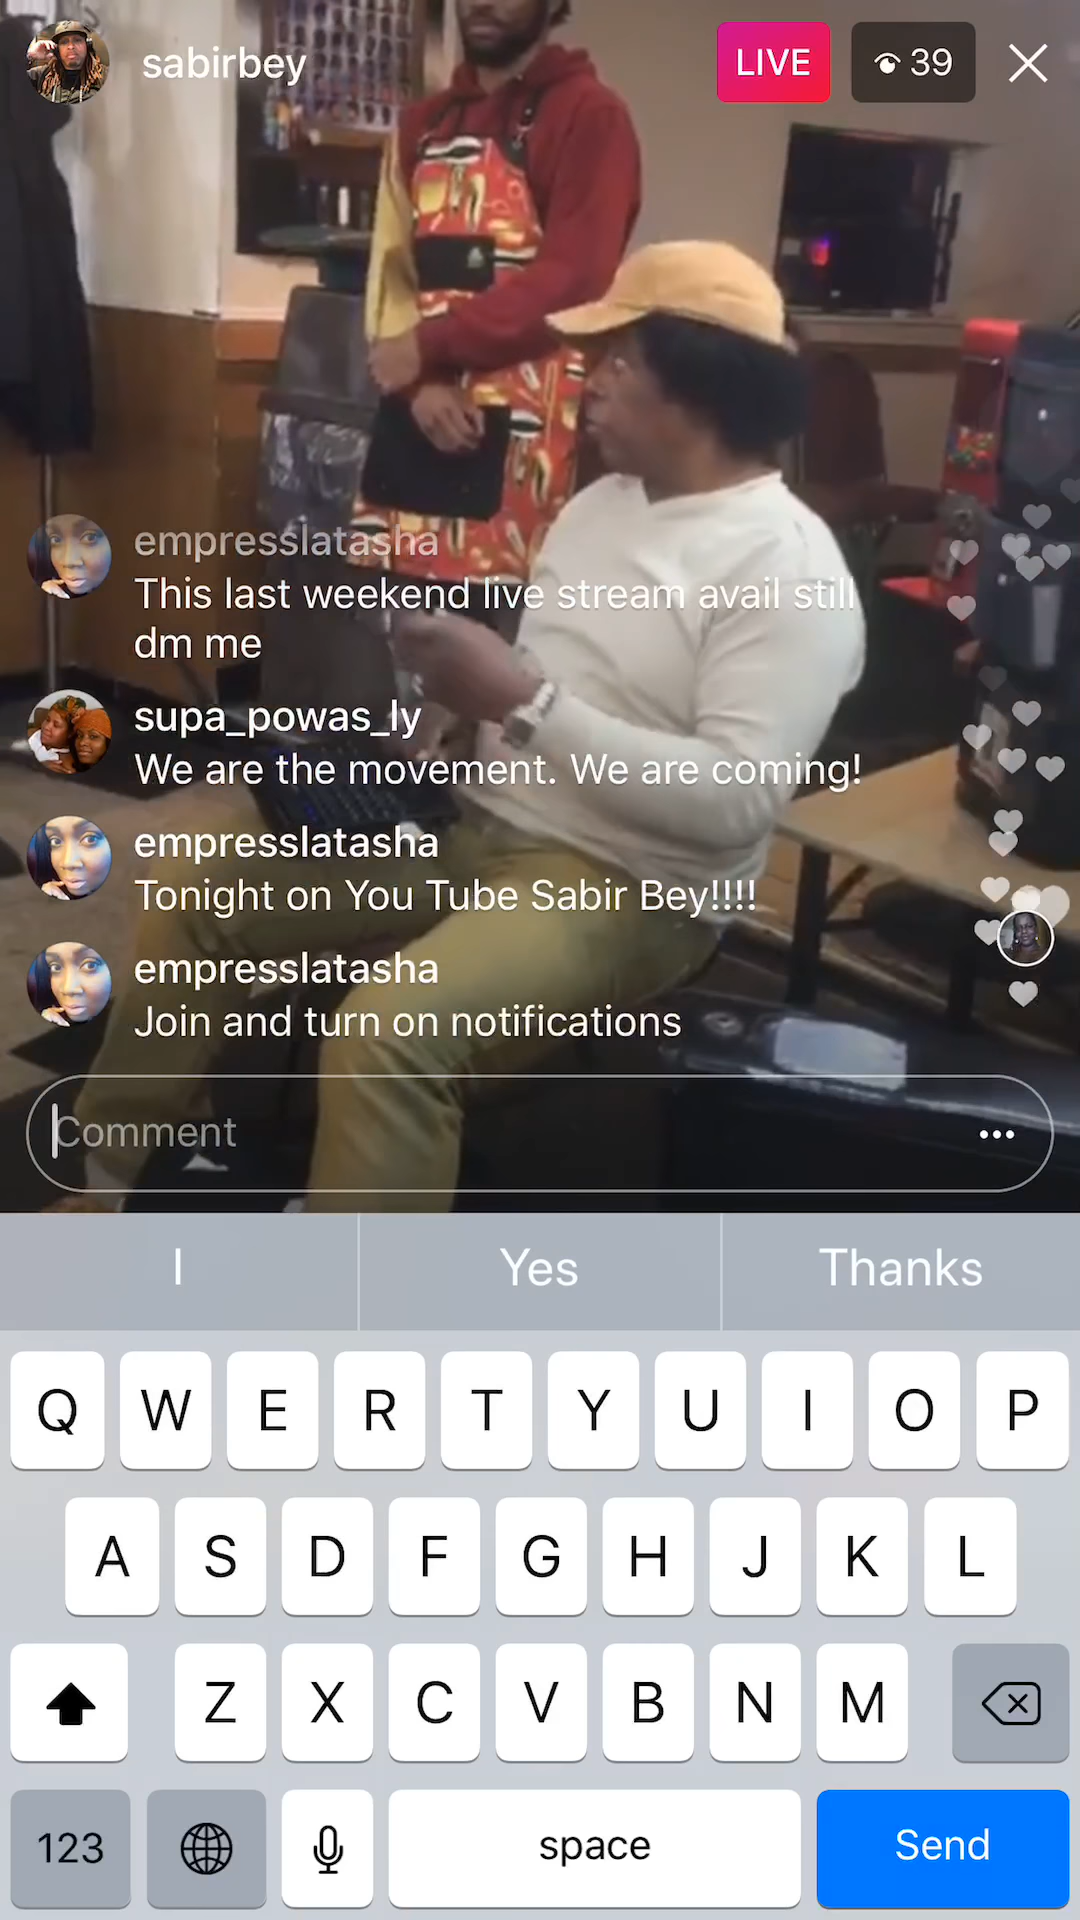 sabirbey
LIVE
39
empresslatasha
This last weekend live stream avail still
dm me
supa_powas_ly
We are the movement. We are coming!
empresslatasha
Tonight on You Tube Sabir Bey!!!!
empresslatasha
Join and turn on notifications
Comment
I Yes Thanks
Q W E R T Y U I O P
A S D F G H J K L
Z X C V B N M
123 space Send